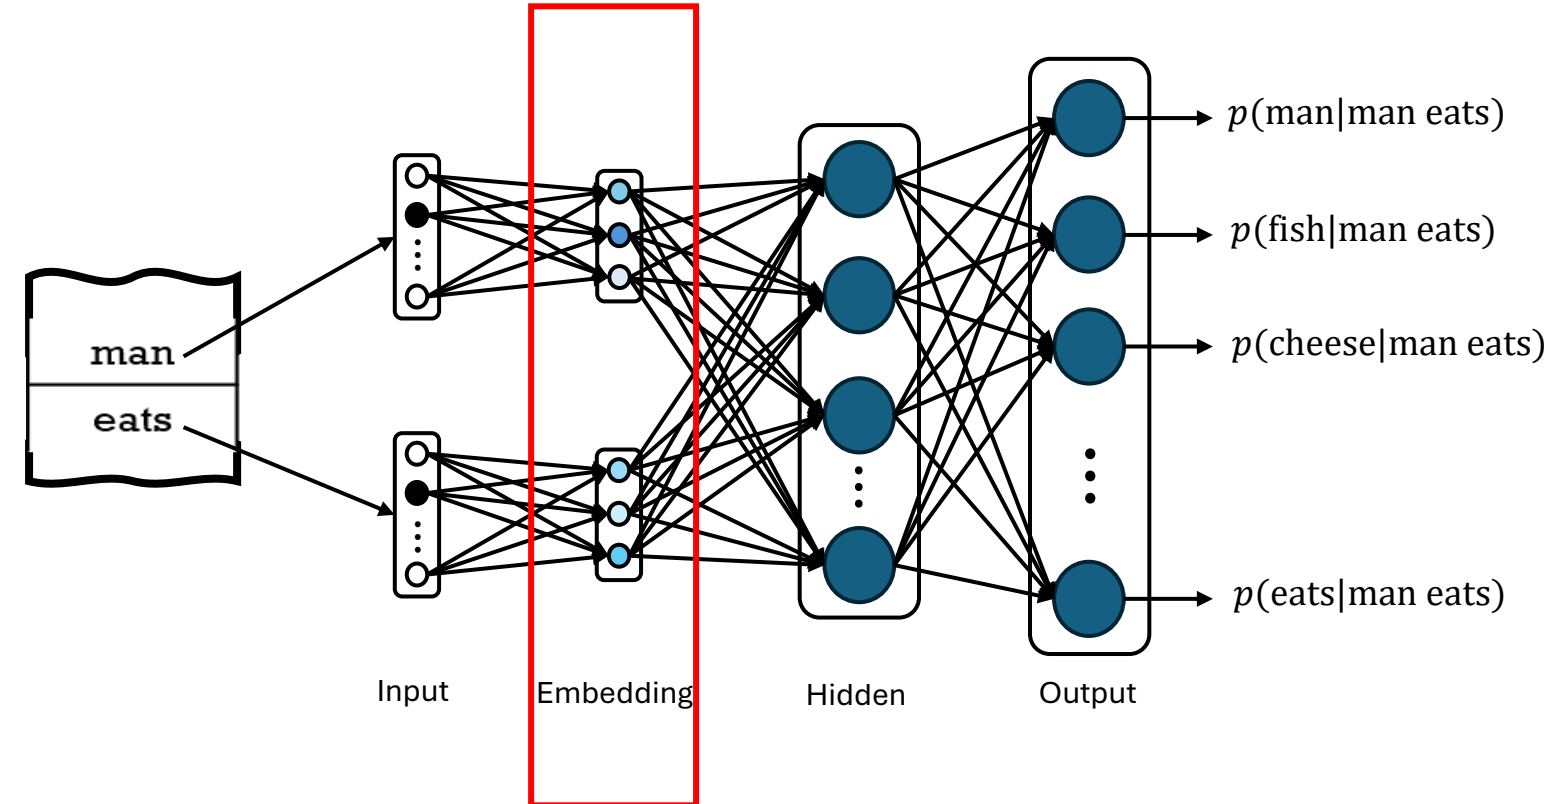 man
eats
Input
Embedding
Hidden
Output
p(man|man eats)
p(fish|man eats)
p(cheese|man eats)
p(eats|man eats)